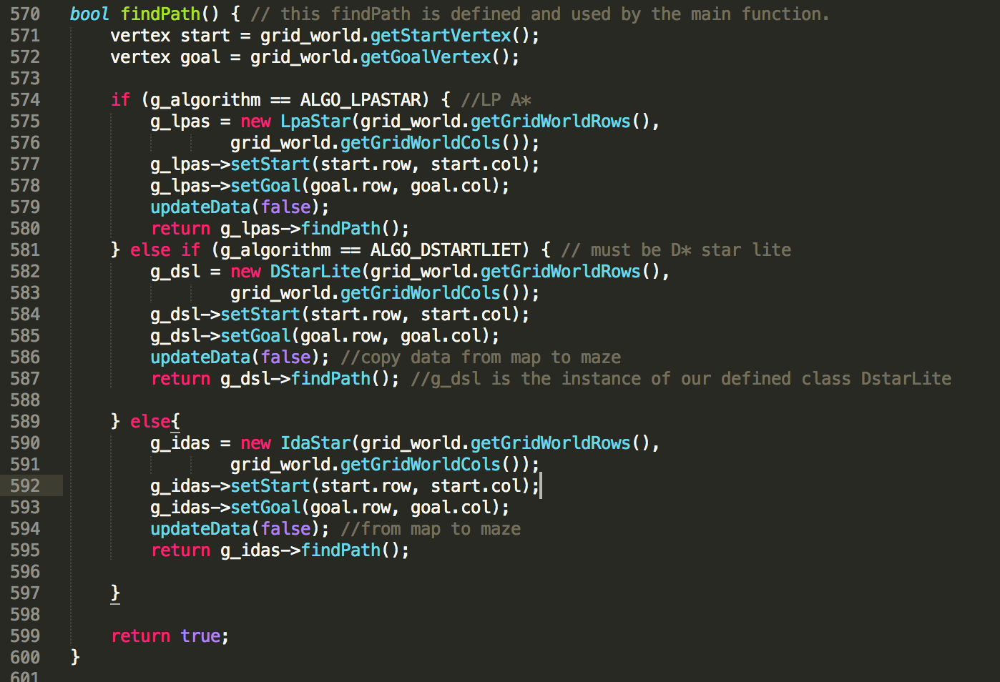 570 bool findPath() { // this findPath is defined and used by the main function.
571 vertex start = grid_world.getStartVertex();
572 vertex goal = grid_world.getGoalVertex();
573
574 if (g_algorithm == ALGO_LPASTAR) { //LP A*
575 g_lpas = new LpaStar(grid_world.getGridWorldRows(),
576 grid_world.getGridWorldCols());
577 g_lpas->setStart(start.row, start.col);
578 g_lpas->setGoal(goal.row, goal.col);
579 updateData(false);
580 return g_lpas->findPath();
581 } else if (g_algorithm == ALGO_DSTARTLIET) { // must be D* star lite
582 g_dsl = new DStarLite(grid_world.getGridWorldRows(),
583 grid_world.getGridWorldCols());
584 g_dsl->setStart(start.row, start.col);
585 g_dsl->setGoal(goal.row, goal.col);
586 updateData(false); //copy data from map to maze
587 return g_dsl->findPath(); //g_dsl is the instance of our defined class DstarLite
588
589 } else{
590 g_idas = new IdaStar(grid_world.getGridWorldRows(),
591 grid_world.getGridWorldCols());
592 g_idas->setStart(start.row, start.col);
593 g_idas->setGoal(goal.row, goal.col);
594 updateData(false); //from map to maze
595 return g_idas->findPath();
596
597 }
598
599 return true;
600 }
601